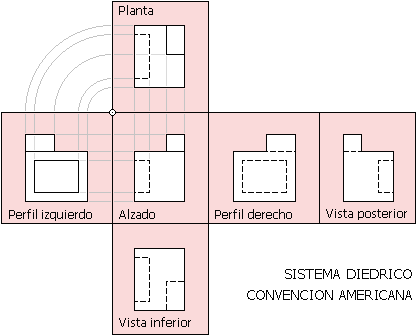 Planta
Perfil izquierdo
Alzado
Perfil derecho
Vista posterior
Vista inferior
SISTEMA DIEDRICO
CONVENCION AMERICANA